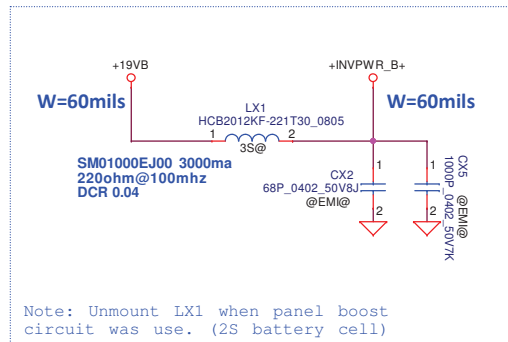 +19VB
+INVPWR_B+
W=60mils
W=60mils
LX1
HCB2012KF-221T30_0805
1
2
3S@
SM01000EJ00 3000ma
220ohm@100mhz
DCR 0.04
CX2
68P_0402_50V8J
@EMI@
1
2
CX5
1000P_0402_50V7K
@EMI@
1
2
Note: Unmount LX1 when panel boost
circuit was use. (2S battery cell)